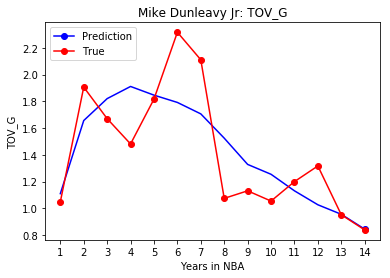 Mike Dunleavy Jr: TOV_G
Prediction
True
2.2
2.0
1.8
1.6
1.4
1.2
1.0
0.8
TOV_G
1 2 3 4 5 6 7 8 9 10 11 12 13 14
Years in NBA